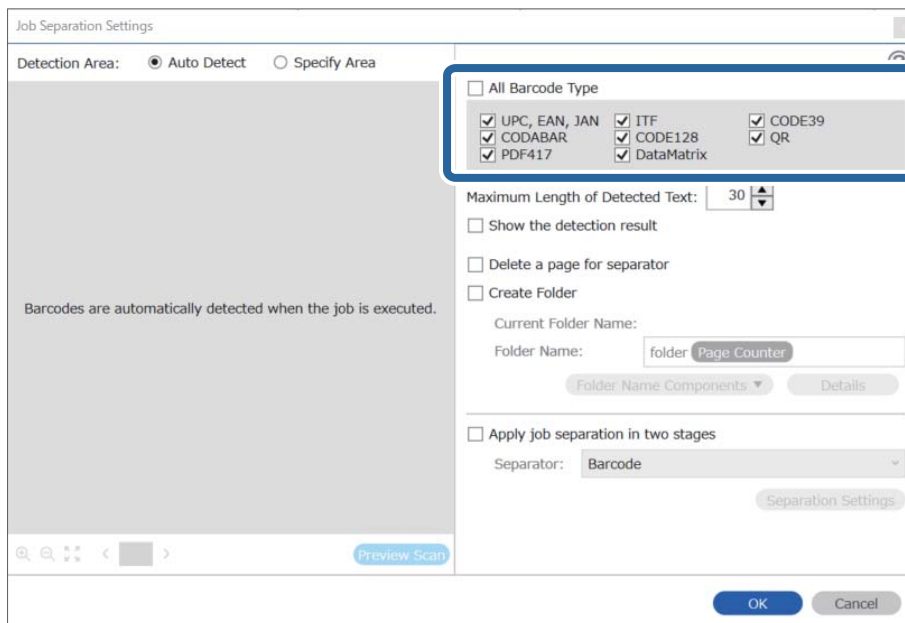 Job Separation Settings
Detection Area: Auto Detect Specify Area
All Barcode Type
UPC, EAN, JAN ITF CODE39
CODABAR CODE128 QR
PDF417 DataMatrix
Maximum Length of Detected Text: 30
Show the detection result
Delete a page for separator
Create Folder
Barcodes are automatically detected when the job is executed.
Current Folder Name:
Folder Name: folder Page Counter
Folder Name Components Details
Apply job separation in two stages
Separator: Barcode
Separation Settings
Preview Scan
OK Cancel